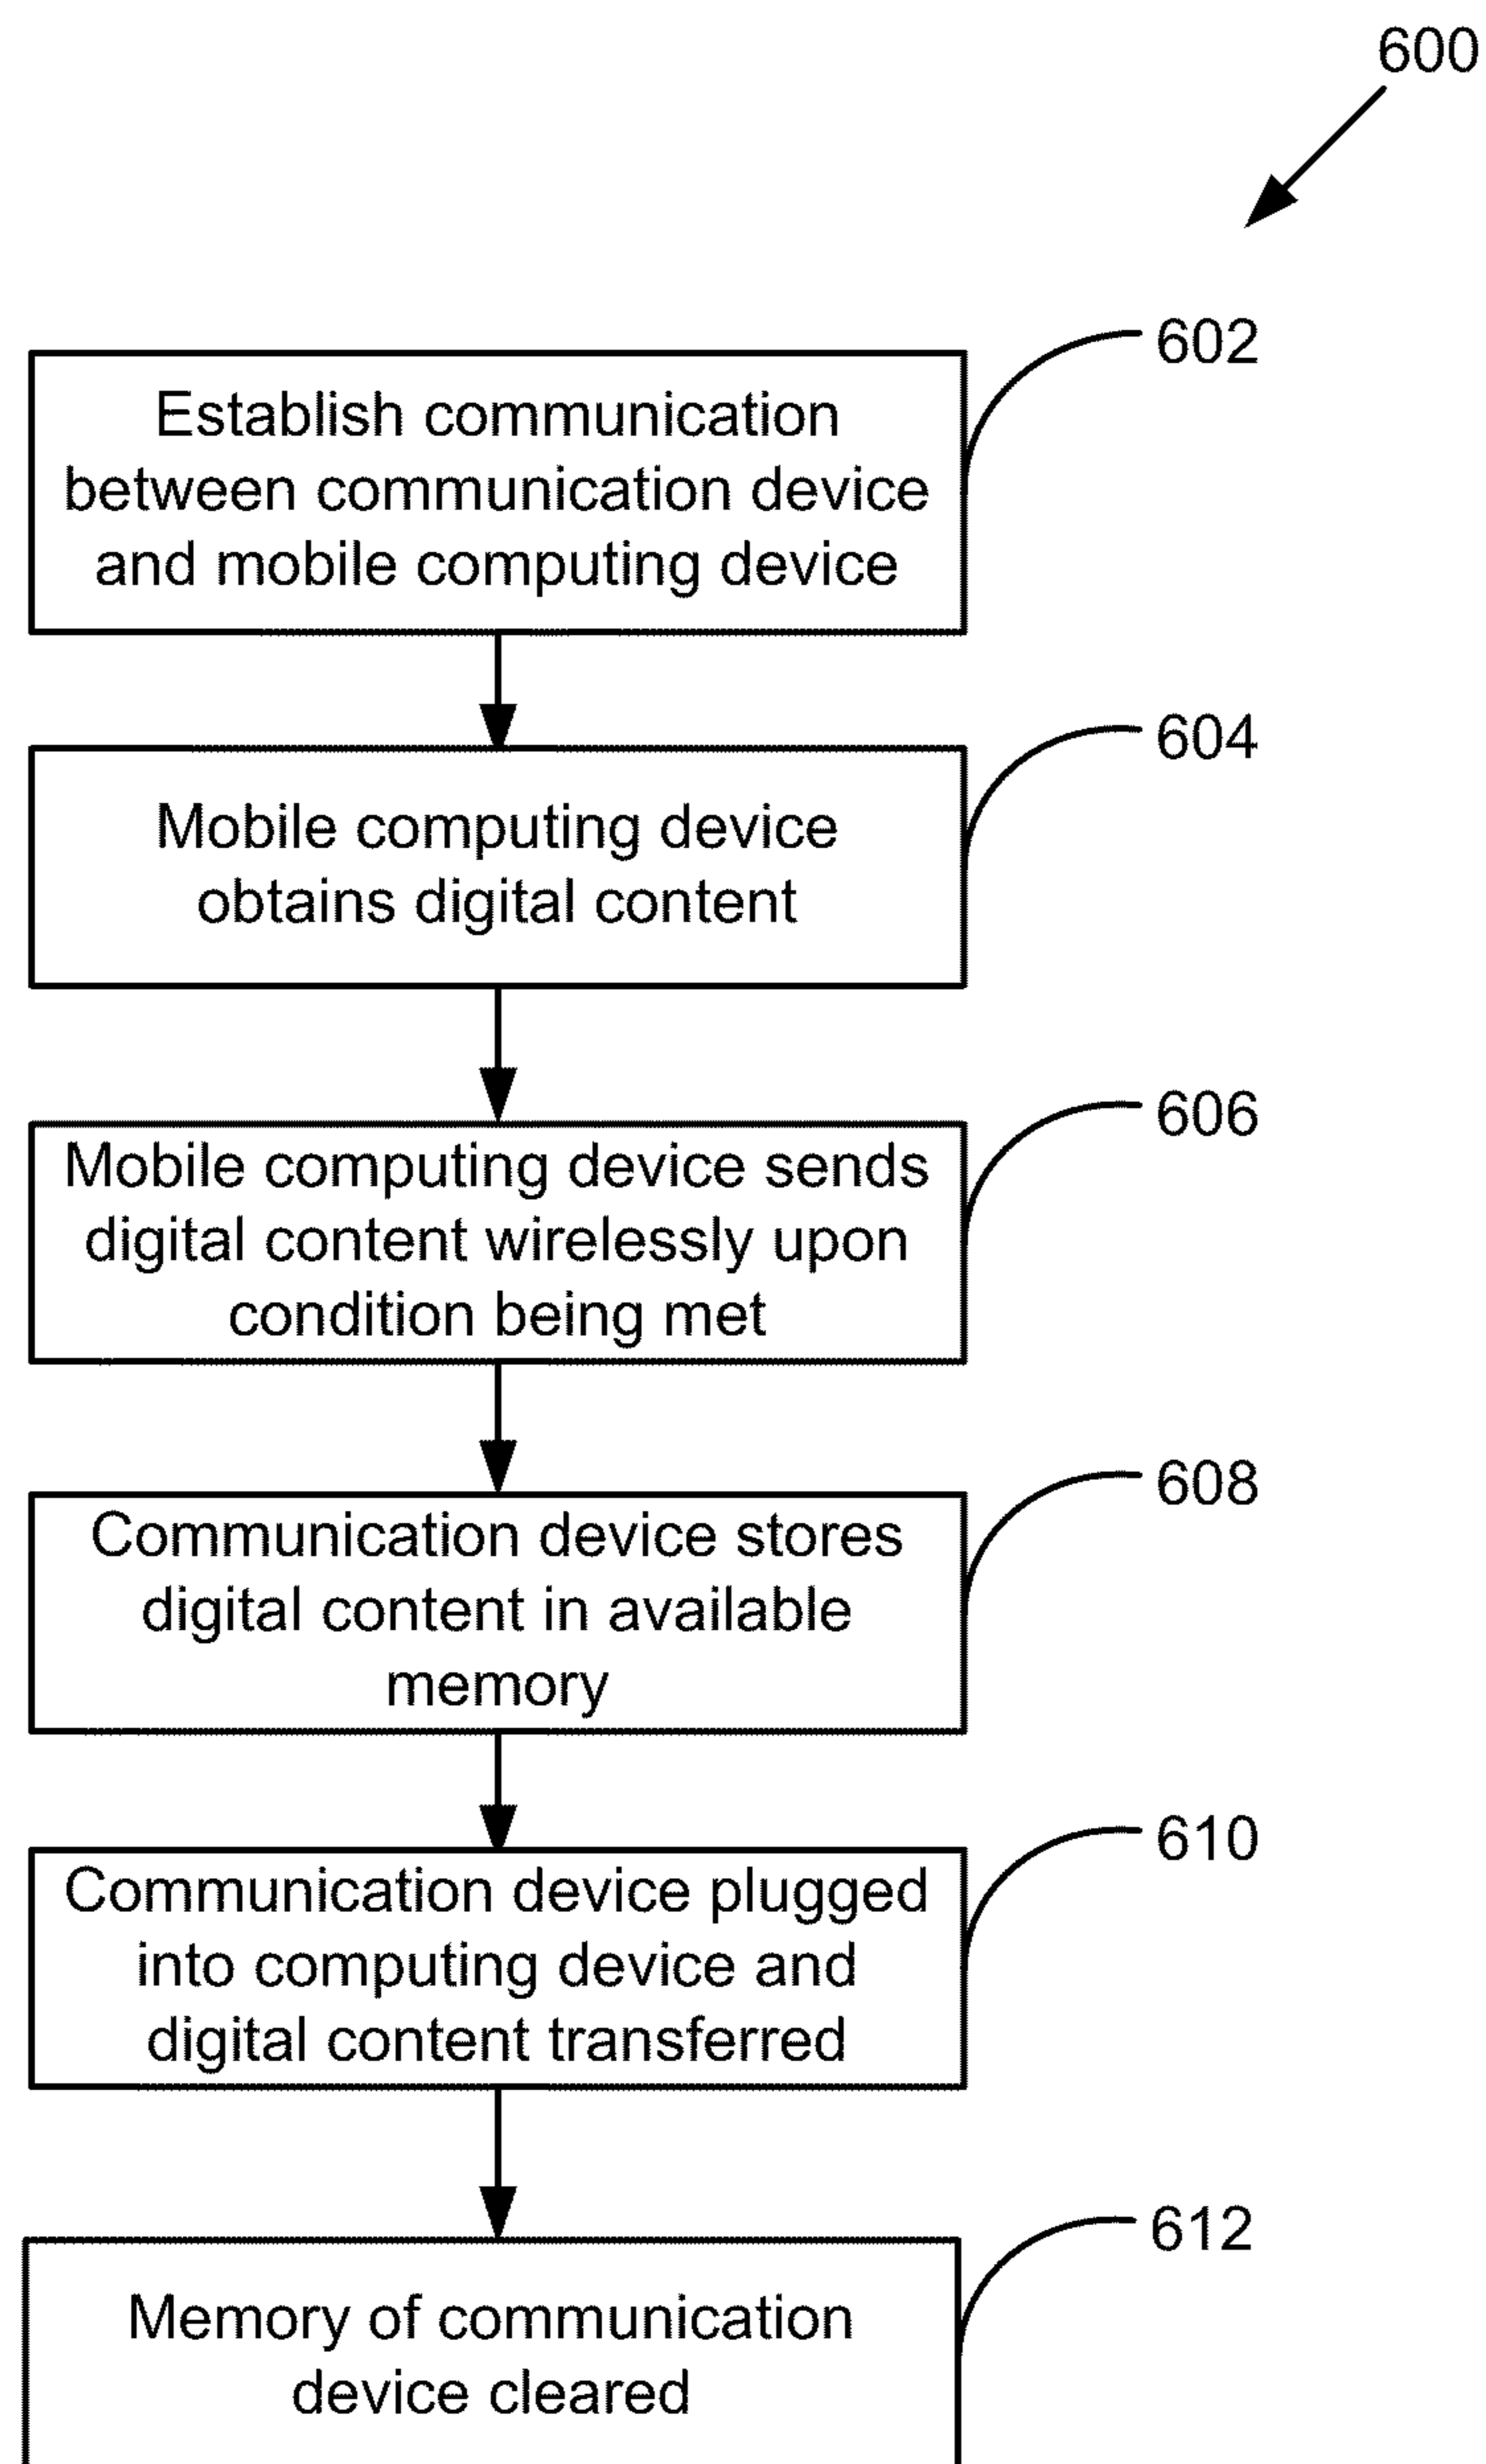 600
602
Establish communication
between communication device
and mobile computing device
604
Mobile computing device
obtains digital content
606
Mobile computing device sends
digital content wirelessly upon
condition being met
608
Communication device stores
digital content in available
memory
610
Communication device plugged
into computing device and
digital content transferred
612
Memory of communication
device cleared